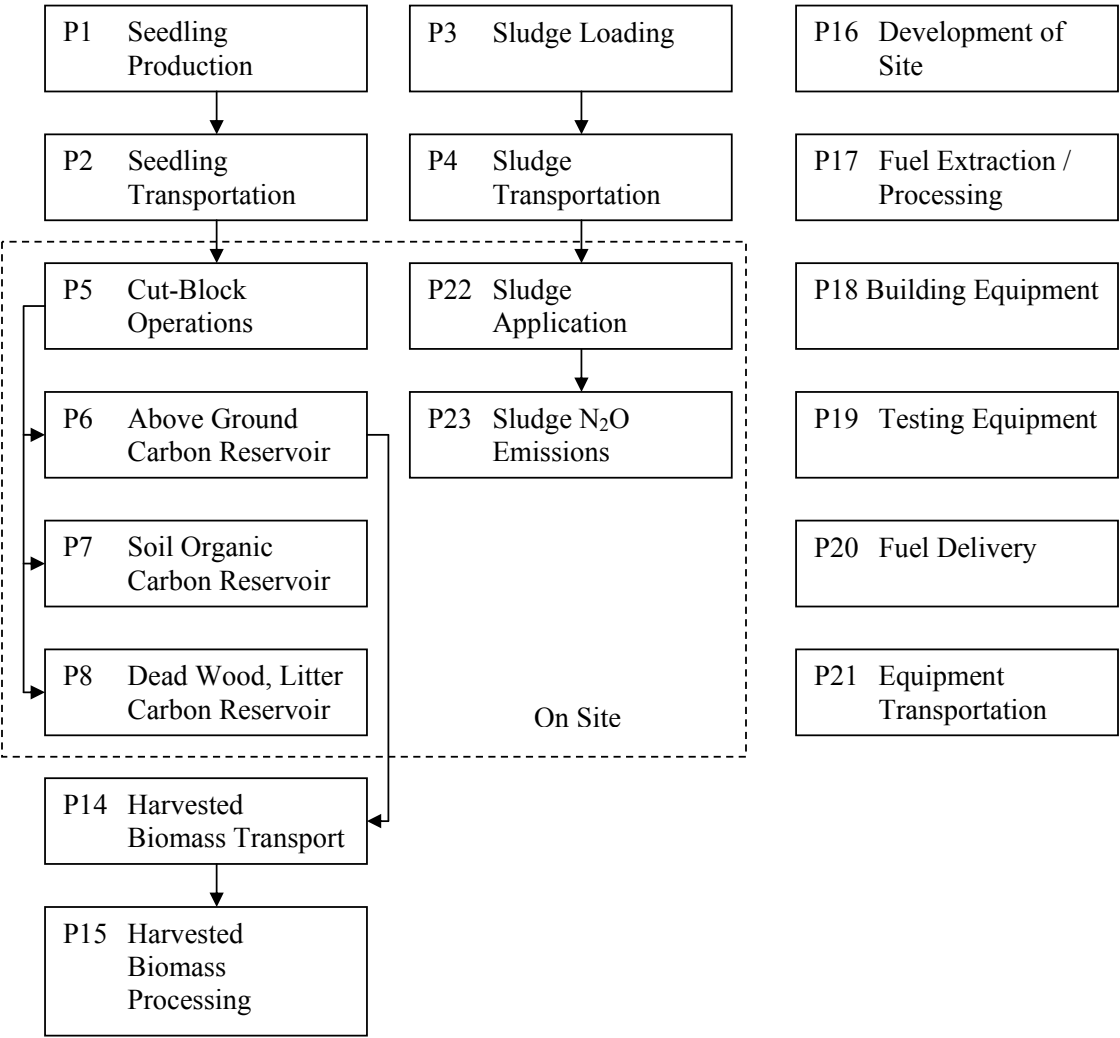 P1 Seedling
Production
P3 Sludge Loading
P16 Development of
Site
P2 Seedling
Transportation
P4 Sludge
Transportation
P17 Fuel Extraction /
Processing
P5 Cut-Block
Operations
P22 Sludge
Application
P18 Building Equipment
P6 Above Ground
Carbon Reservoir
P23 Sludge N₂O
Emissions
P19 Testing Equipment
P7 Soil Organic
Carbon Reservoir
P20 Fuel Delivery
P8 Dead Wood, Litter
Carbon Reservoir
On Site
P21 Equipment
Transportation
P14 Harvested
Biomass Transport
P15 Harvested
Biomass
Processing